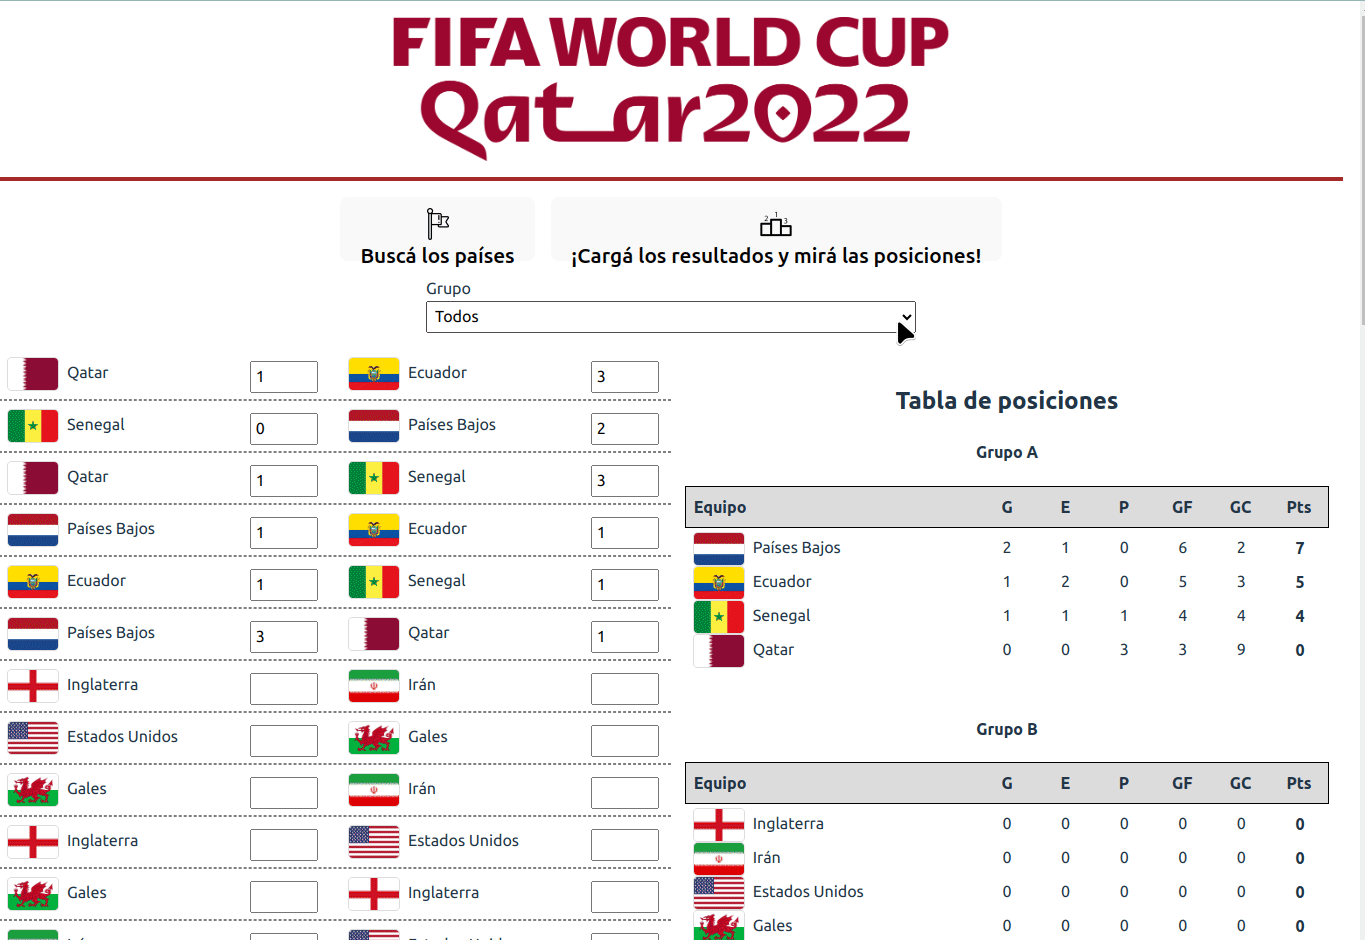 FIFA WORLD CUP
Qatar2022
Buscá los países
2 1 3
¡Cargá los resultados y mirá las posiciones!
Grupo
Todos
Qatar 1 Ecuador 3
Senegal 0 Países Bajos 2
Qatar 1 Senegal 3
Países Bajos 1 Ecuador 1
Ecuador 1 Senegal 1
Países Bajos 3 Qatar 1
Inglaterra Irán
Estados Unidos Gales
Gales Irán
Inglaterra Estados Unidos
Gales Inglaterra
Tabla de posiciones
Grupo A
Equipo G E P GF GC Pts
Países Bajos 2 1 0 6 2 7
Ecuador 1 2 0 5 3 5
Senegal 1 1 1 4 4 4
Qatar 0 0 3 3 9 0
Grupo B
Equipo G E P GF GC Pts
Inglaterra 0 0 0 0 0 0
Irán 0 0 0 0 0 0
Estados Unidos 0 0 0 0 0 0
Gales 0 0 0 0 0 0